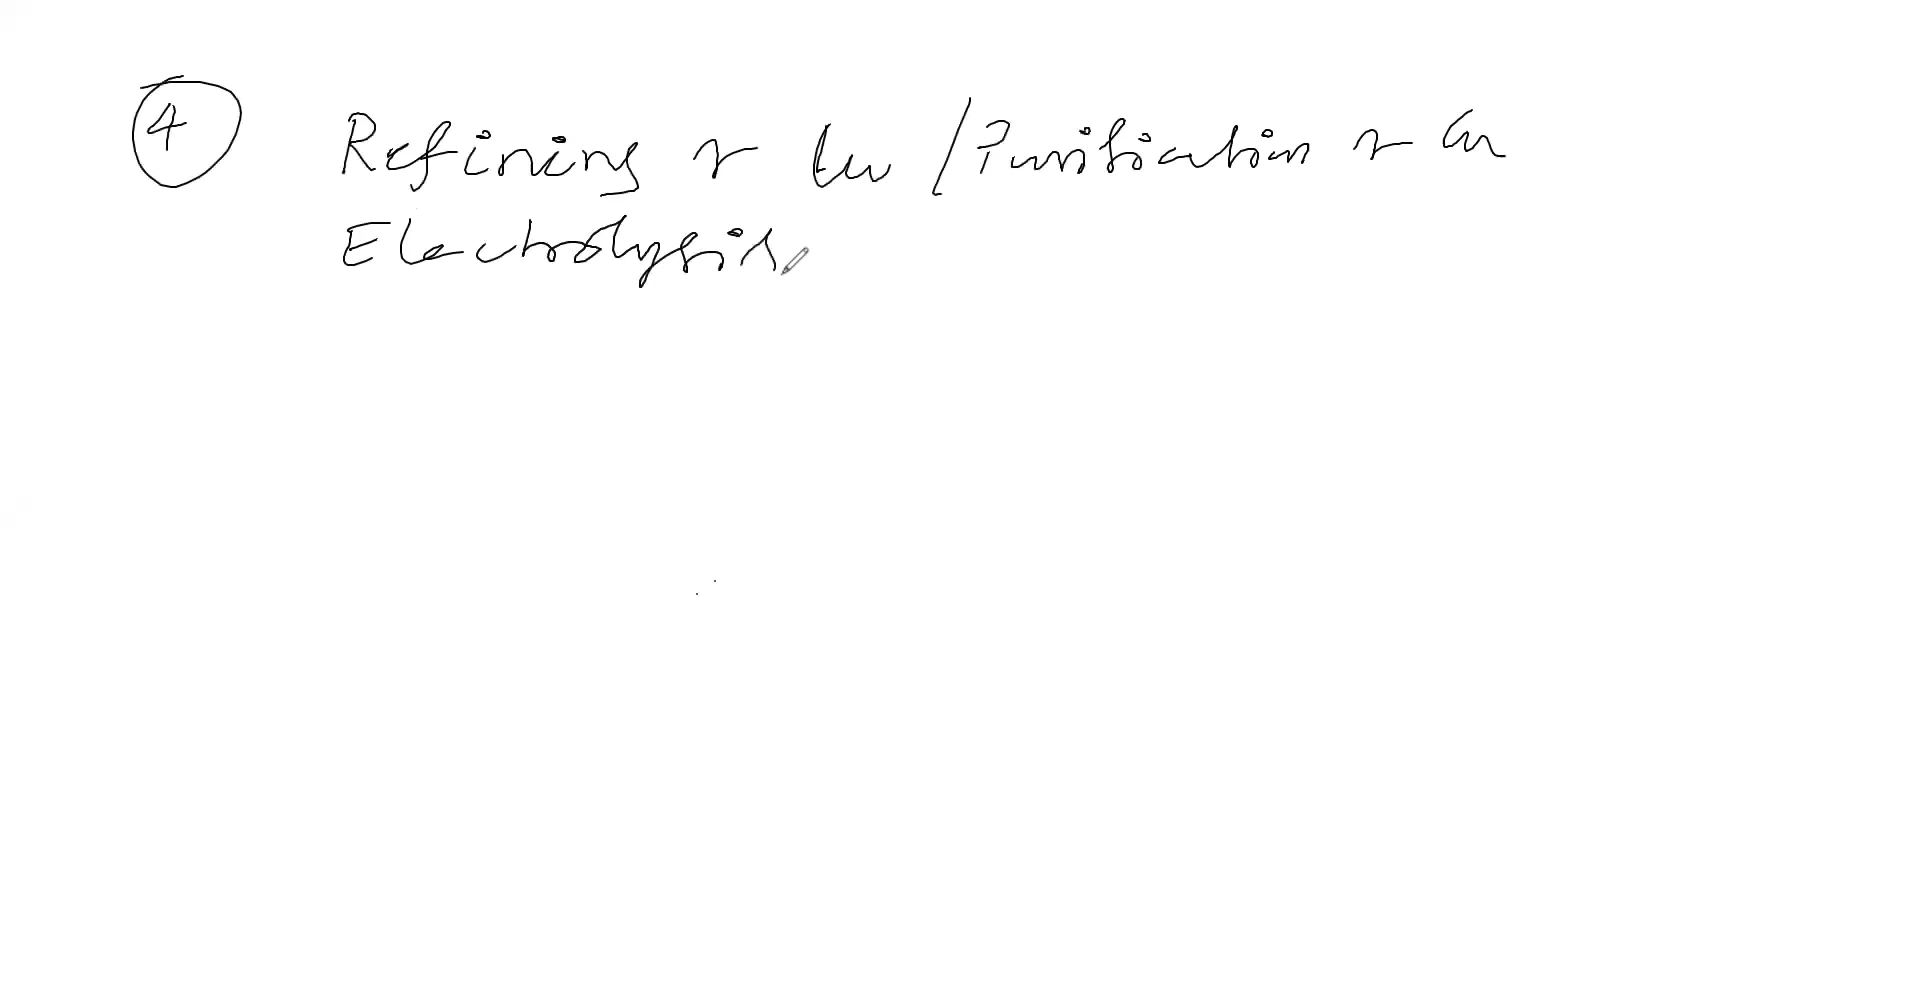 ④ Refining of Cu / Purification of Cu
Electrolysis